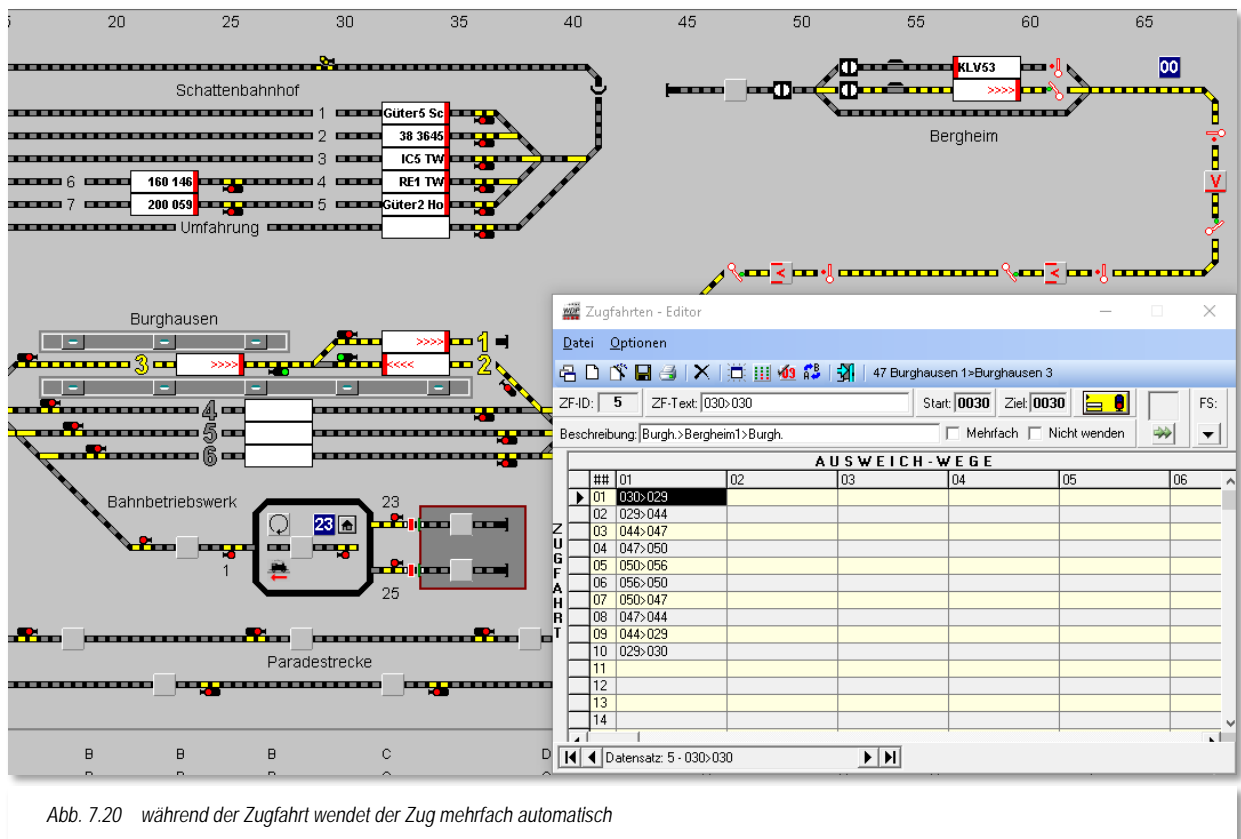 20 25 30 35 40 45 50 55 60 65
KLV53 00
>>>>
Schattenbahnhof
Bergheim
1 Güter5 Sc
2 38 3645
3 IC5 TW
6 160 146 4 RE1 TW
7 200 059 5 Güter2 Ho
V
Umfahrung
V V
Burghausen
>>>> 1
3 >>>> <<<< 2
4
5
6
Bahnbetriebswerk 23
23
1
25
Paradestrecke
B B B C D
Zugfahrten - Editor
Datei Optionen
47 Burghausen 1>Burghausen 3
ZF-ID: 5 ZF-Text: 030>030 Start: 0030 Ziel: 0030 FS:
Beschreibung: Burgh.>Bergheim1>Burgh. Mehrfach Nicht wenden
AUSWEICH-WEGE
ZUGFAHRT
## 01 02 03 04 05 06
01 030>029
02 029>044
03 044>047
04 047>050
05 050>056
06 056>050
07 050>047
08 047>044
09 044>029
10 029>030
11
12
13
14
Datensatz: 5 - 030>030
Abb. 7.20 während der Zugfahrt wendet der Zug mehrfach automatisch